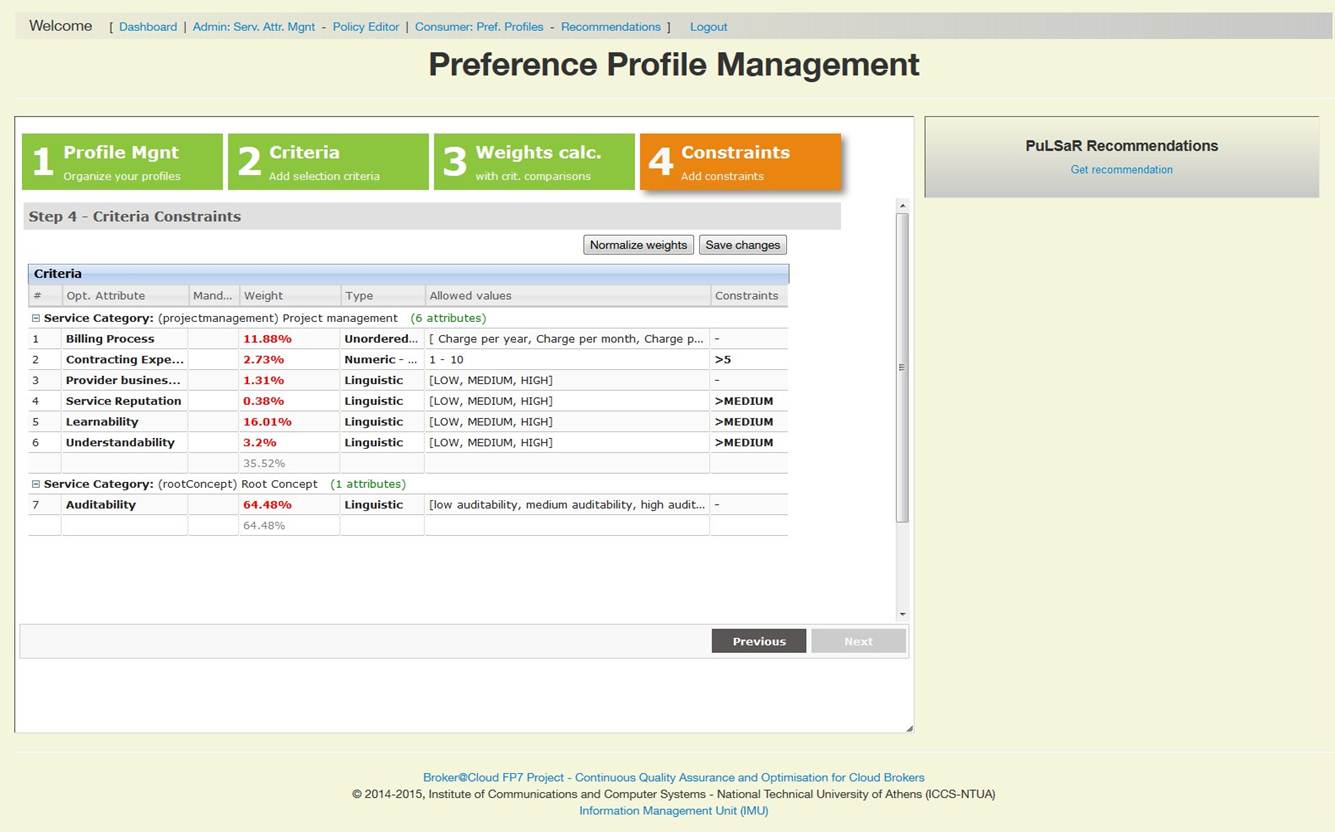 Welcome [ Dashboard | Admin: Serv. Attr. Mgnt - Policy Editor | Consumer: Pref. Profiles - Recommendations ] Logout
Preference Profile Management
1 Profile Mgnt
Organize your profiles
2 Criteria
Add selection criteria
3 Weights calc.
with crit. comparisons
4 Constraints
Add constraints
PuLSaR Recommendations
Get recommendation
Step 4 - Criteria Constraints
Normalize weights Save changes
Criteria
# Opt. Attribute Mand... Weight Type Allowed values Constraints
Service Category: (projectmanagement) Project management (6 attributes)
1 Billing Process 11.88% Unordered... [ Charge per year, Charge per month, Charge p... -
2 Contracting Expe... 2.73% Numeric - ... 1 - 10 >5
3 Provider busines... 1.31% Linguistic [LOW, MEDIUM, HIGH] -
4 Service Reputation 0.38% Linguistic [LOW, MEDIUM, HIGH] >MEDIUM
5 Learnability 16.01% Linguistic [LOW, MEDIUM, HIGH] >MEDIUM
6 Understandability 3.2% Linguistic [LOW, MEDIUM, HIGH] >MEDIUM
35.52%
Service Category: (rootConcept) Root Concept (1 attributes)
7 Auditability 64.48% Linguistic [low auditability, medium auditability, high audit... -
64.48%
Previous Next
Broker@Cloud FP7 Project - Continuous Quality Assurance and Optimisation for Cloud Brokers
© 2014-2015, Institute of Communications and Computer Systems - National Technical University of Athens (ICCS-NTUA)
Information Management Unit (IMU)